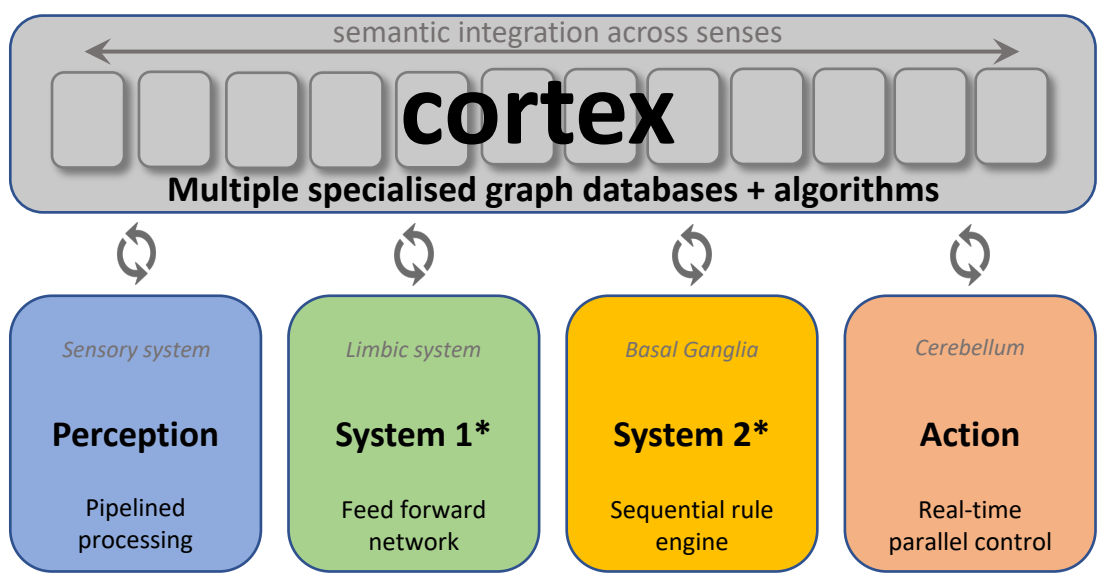 semantic integration across senses
cortex
Multiple specialised graph databases + algorithms
Sensory system
Perception
Pipelined
processing
Limbic system
System 1*
Feed forward
network
Basal Ganglia
System 2*
Sequential rule
engine
Cerebellum
Action
Real-time
parallel control